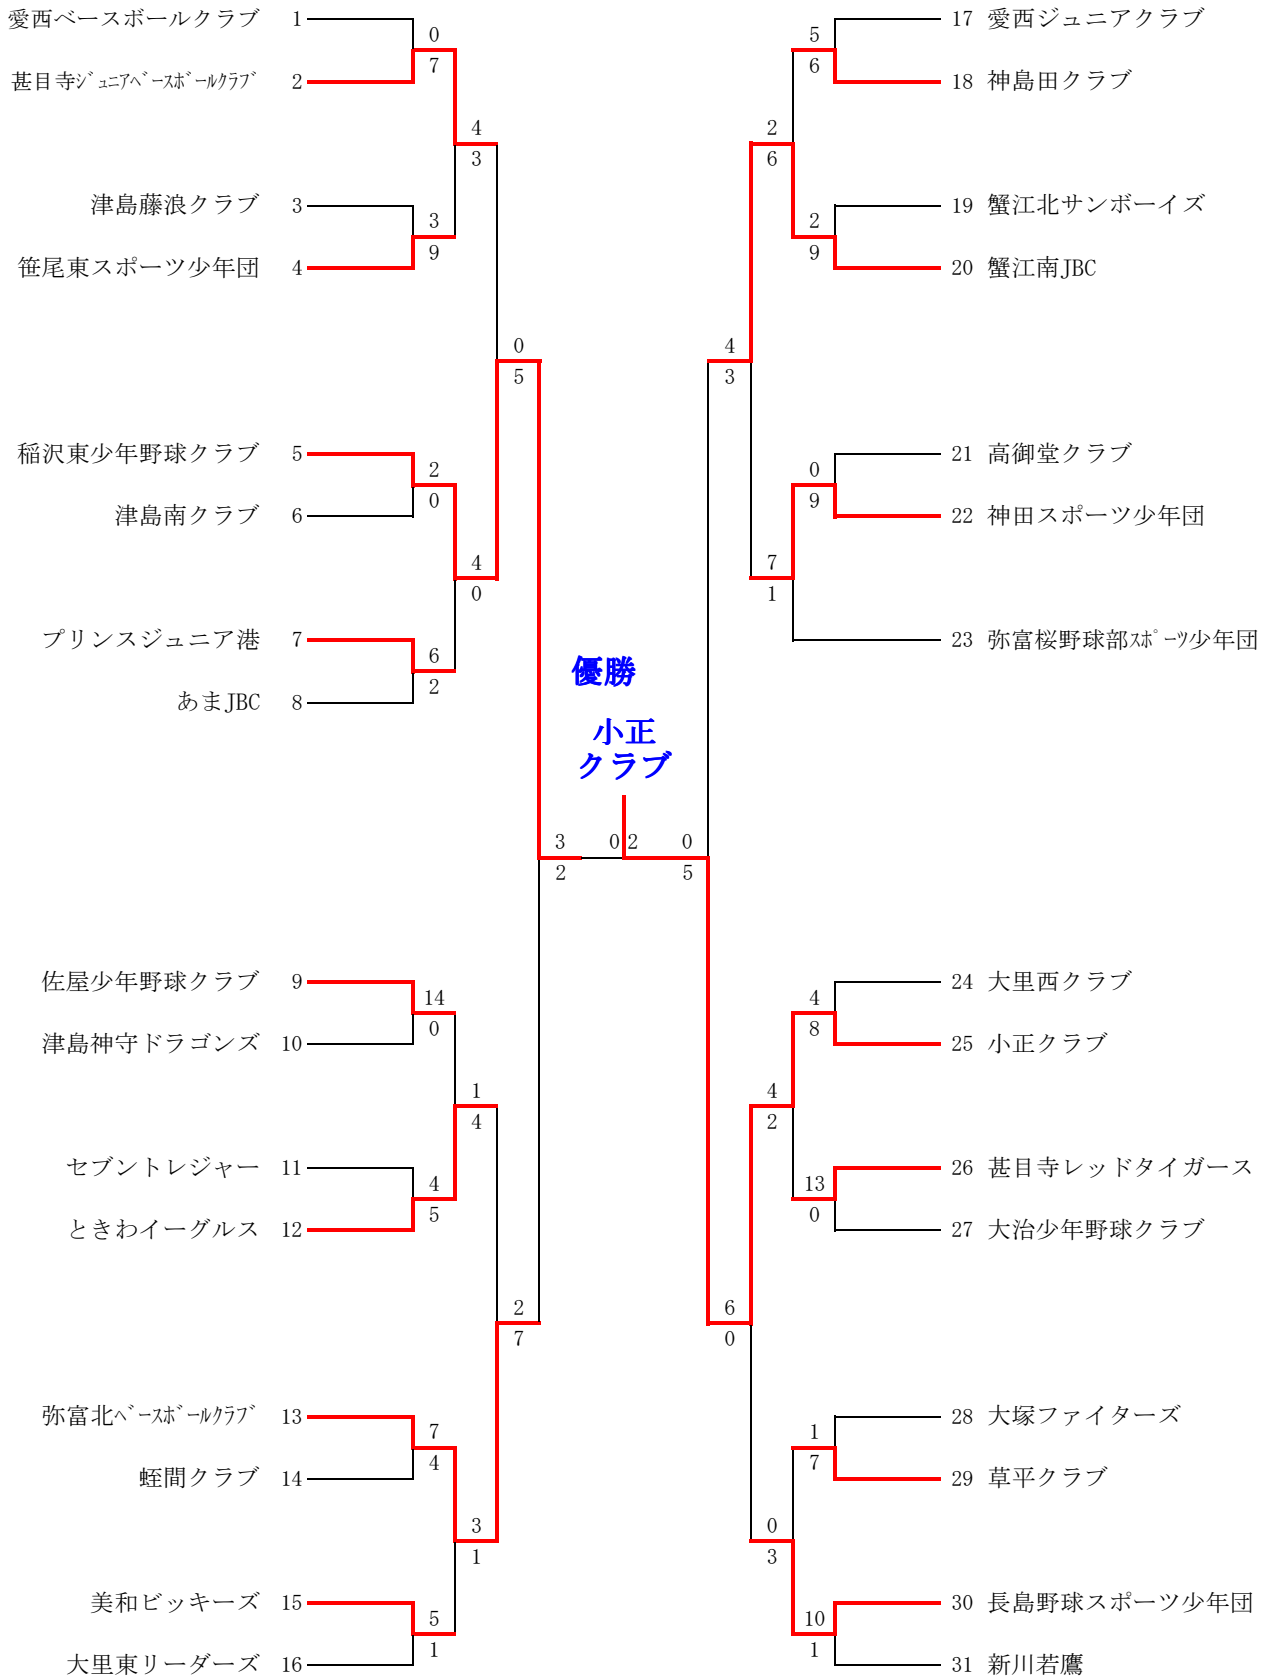 愛西ベースボールクラブ 1
0
7
甚目寺ｼﾞｭﾆｱﾍﾞｰｽﾎﾞｰﾙｸﾗﾌﾞ 2
4
3
津島藤浪クラブ 3
3
9
笹尾東スポーツ少年団 4
0
5
稲沢東少年野球クラブ 5
2
0
津島南クラブ 6
4
0
プリンスジュニア港 7
6
2
あまJBC 8
優勝
小正
クラブ
3
2
0 2
0
5
佐屋少年野球クラブ 9
14
0
津島神守ドラゴンズ 10
1
4
セブントレジャー 11
4
5
ときわイーグルス 12
2
7
弥富北ﾍﾞｰｽﾎﾞｰﾙｸﾗﾌﾞ 13
7
4
蛭間クラブ 14
3
1
美和ビッキーズ 15
5
1
大里東リーダーズ 16
17 愛西ジュニアクラブ
5
6
18 神島田クラブ
2
6
19 蟹江北サンボーイズ
2
9
20 蟹江南JBC
4
3
21 高御堂クラブ
0
9
22 神田スポーツ少年団
7
1
23 弥富桜野球部ｽﾎﾟｰﾂ少年団
24 大里西クラブ
4
8
25 小正クラブ
4
2
26 甚目寺レッドタイガース
13
0
27 大治少年野球クラブ
6
0
28 大塚ファイターズ
1
7
29 草平クラブ
0
3
30 長島野球スポーツ少年団
10
1
31 新川若鷹